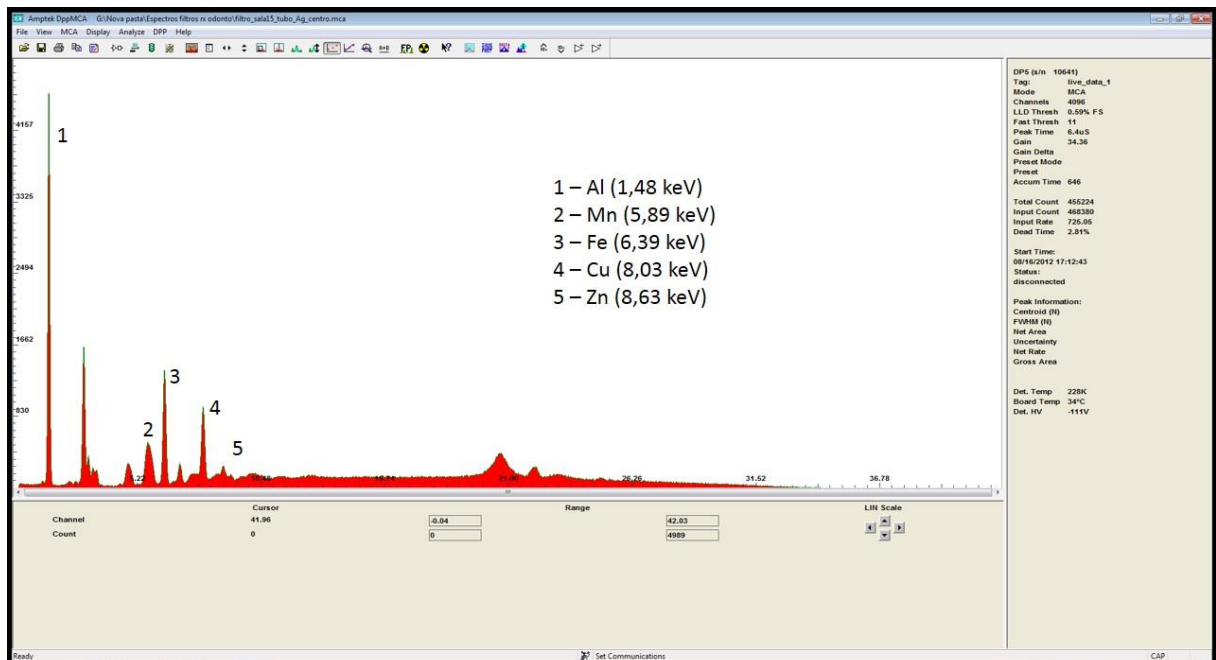 Amptek DppMCA G:\Nova pasta\Espectros filtros rx odonto\filtro_sala15_tubo_Ag_centro.mca
File View MCA Display Analyze DPP Help
DP5 (s/n 10641)
Tag: live_data_1
Mode MCA
Channels 4096
LLD Thresh 0.59% FS
Fast Thresh 11
Peak Time 6.4uS
Gain 34.36
Gain Delta
Preset Mode
Preset
Accum Time 646
Total Count 455224
Input Count 468380
Input Rate 725.05
Dead Time 2.81%
Start Time:
08/16/2012 17:12:43
Status:
disconnected
Peak Information:
Centroid (N)
FWHM (N)
Net Area
Uncertainty
Net Rate
Gross Area
Det. Temp 228K
Board Temp 34°C
Det. HV -111V
4157
3325
2494
1662
830
1
2
3
4
5
1 – Al (1,48 keV)
2 – Mn (5,89 keV)
3 – Fe (6,39 keV)
4 – Cu (8,03 keV)
5 – Zn (8,63 keV)
26.26 31.52 36.78
Cursor Range LIN Scale
Channel 41.96 -0.04 42.03
Count 0 0 4989
Ready Set Communications CAP